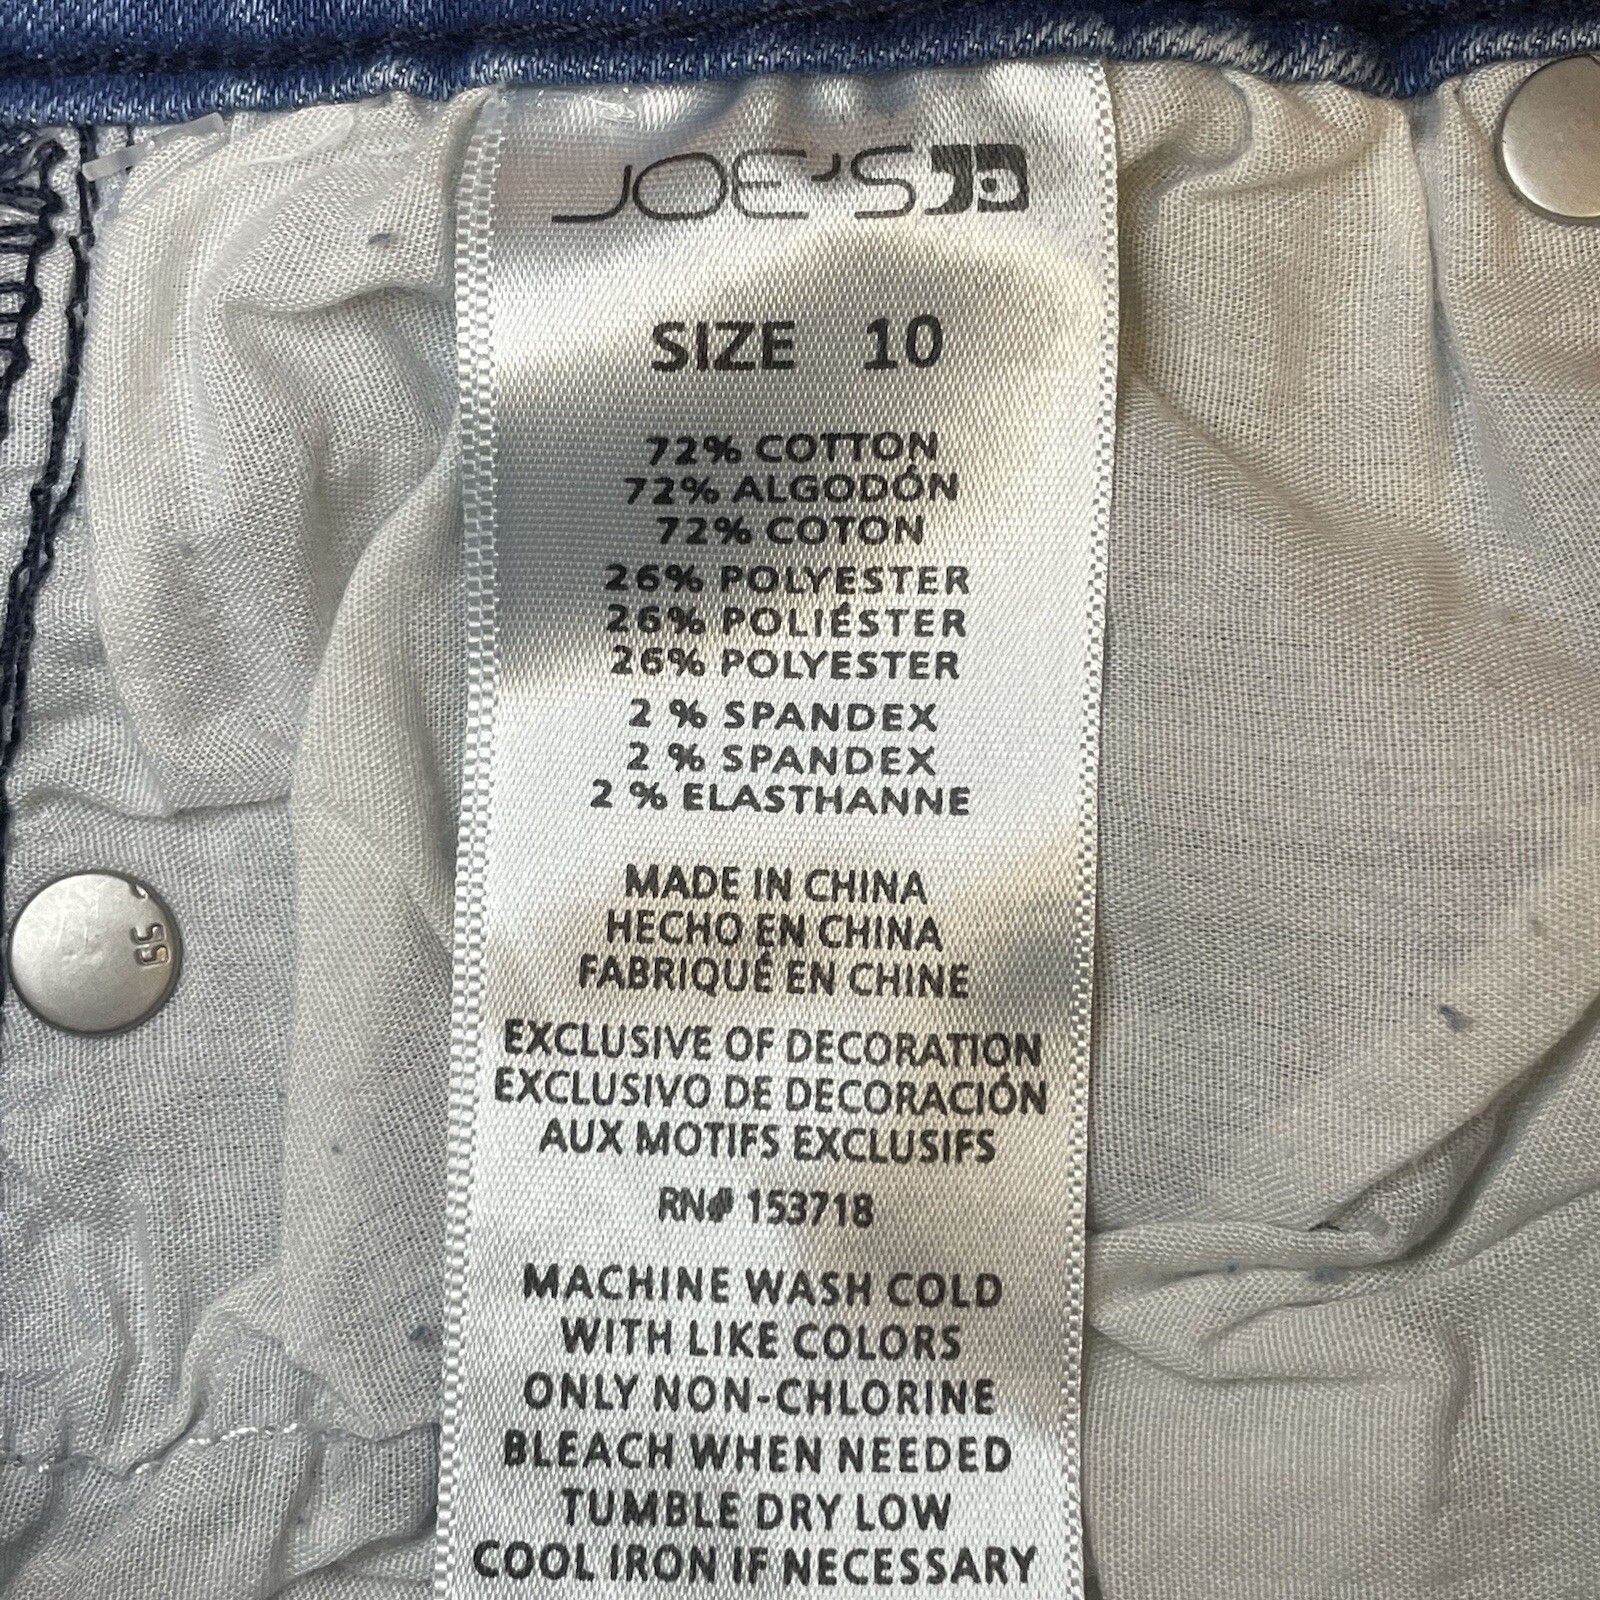 JOE'S
SIZE 10
72% COTTON
72% ALGODÓN
72% COTON
26% POLYESTER
26% POLIÉSTER
26% POLYESTER
2 % SPANDEX
2 % SPANDEX
2 % ELASTHANNE
MADE IN CHINA
HECHO EN CHINA
FABRIQUÉ EN CHINE
EXCLUSIVE OF DECORATION
EXCLUSIVO DE DECORACIÓN
AUX MOTIFS EXCLUSIFS
RN# 153718
MACHINE WASH COLD
WITH LIKE COLORS
ONLY NON-CHLORINE
BLEACH WHEN NEEDED
TUMBLE DRY LOW
COOL IRON IF NECESSARY